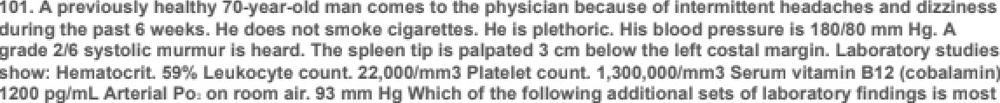 101. A previously healthy 70-year-old man comes to the physician because of intermittent headaches and dizziness
during the past 6 weeks. He does not smoke cigarettes. He is plethoric. His blood pressure is 180/80 mm Hg. A
grade 2/6 systolic murmur is heard. The spleen tip is palpated 3 cm below the left costal margin. Laboratory studies
show: Hematocrit. 59% Leukocyte count. 22,000/mm3 Platelet count. 1,300,000/mm3 Serum vitamin B12 (cobalamin)
1200 pg/mL Arterial Po₂ on room air. 93 mm Hg Which of the following additional sets of laboratory findings is most